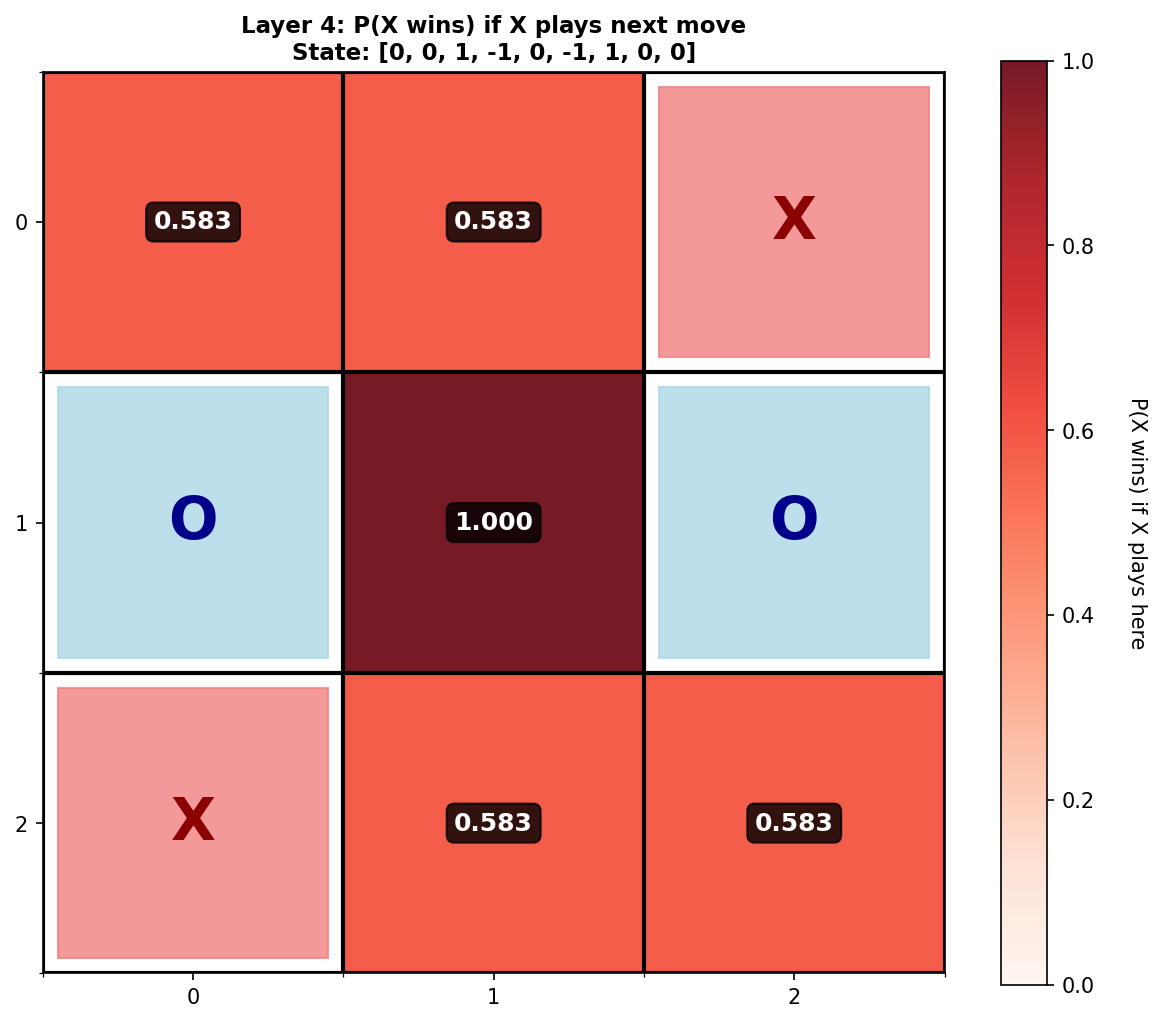 Layer 4: P(X wins) if X plays next move
State: [0, 0, 1, -1, 0, -1, 1, 0, 0]
0
0.583
0.583
X
1
O
1.000
O
2
X
0.583
0.583
0
1
2
1.0
0.8
0.6
0.4
0.2
0.0
P(X wins) if X plays here